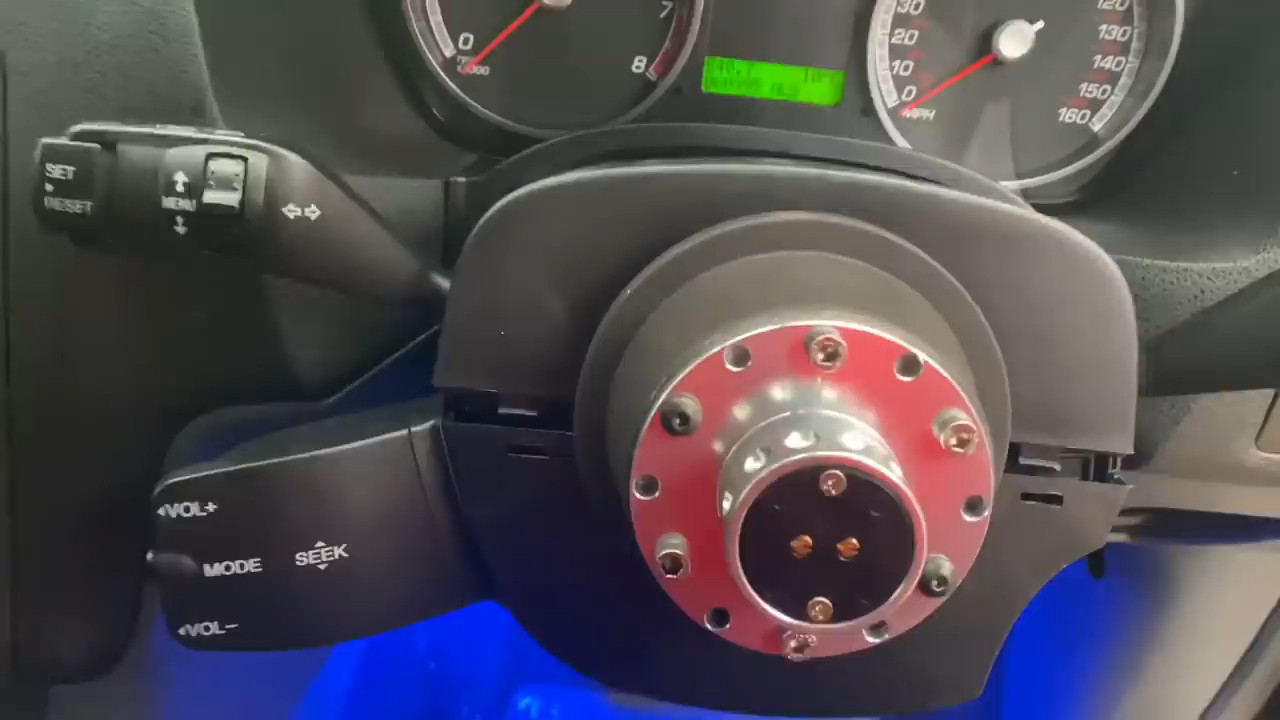 0
7
8
30
20
10
0
MPH
120
130
140
150
160
SET
RESET
MENU
VOL+
MODE
SEEK
VOL-